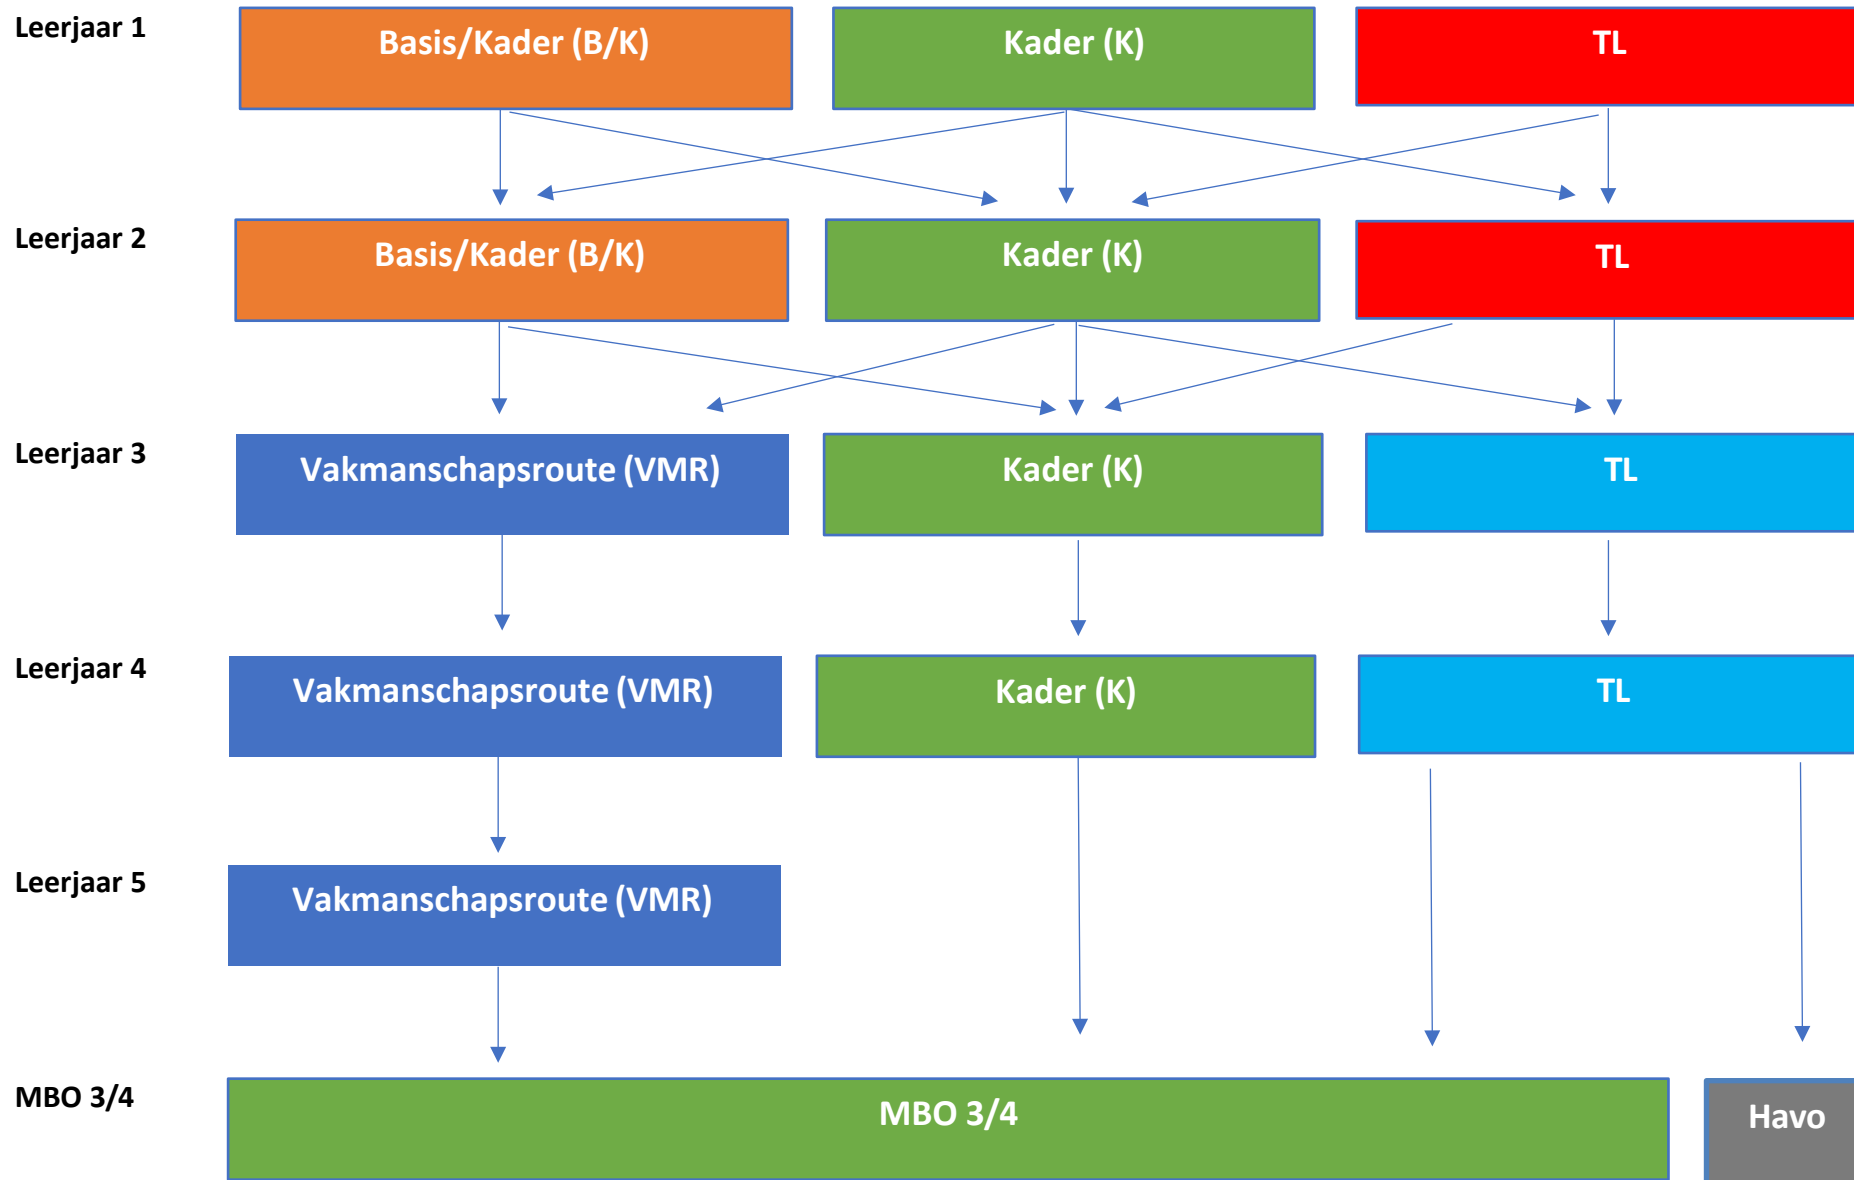 Leerjaar 1
Basis/Kader (B/K)
Kader (K)
TL
Leerjaar 2
Basis/Kader (B/K)
Kader (K)
TL
Leerjaar 3
Vakmanschapsroute (VMR)
Kader (K)
TL
Leerjaar 4
Vakmanschapsroute (VMR)
Kader (K)
TL
Leerjaar 5
Vakmanschapsroute (VMR)
MBO 3/4
MBO 3/4
Havo